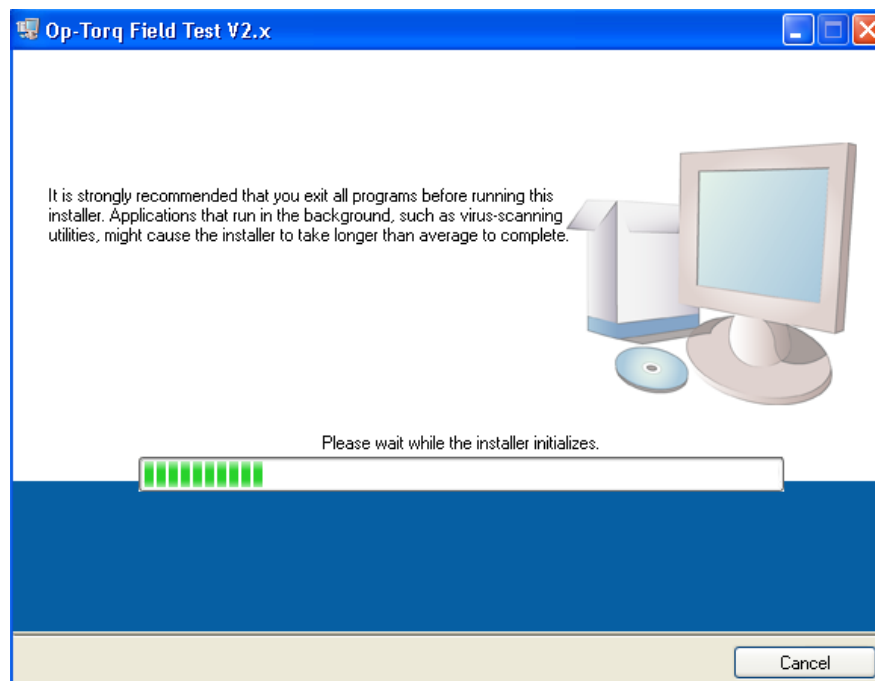 Op-Torq Field Test V2.x
It is strongly recommended that you exit all programs before running this
installer. Applications that run in the background, such as virus-scanning
utilities, might cause the installer to take longer than average to complete.
Please wait while the installer initializes.
Cancel